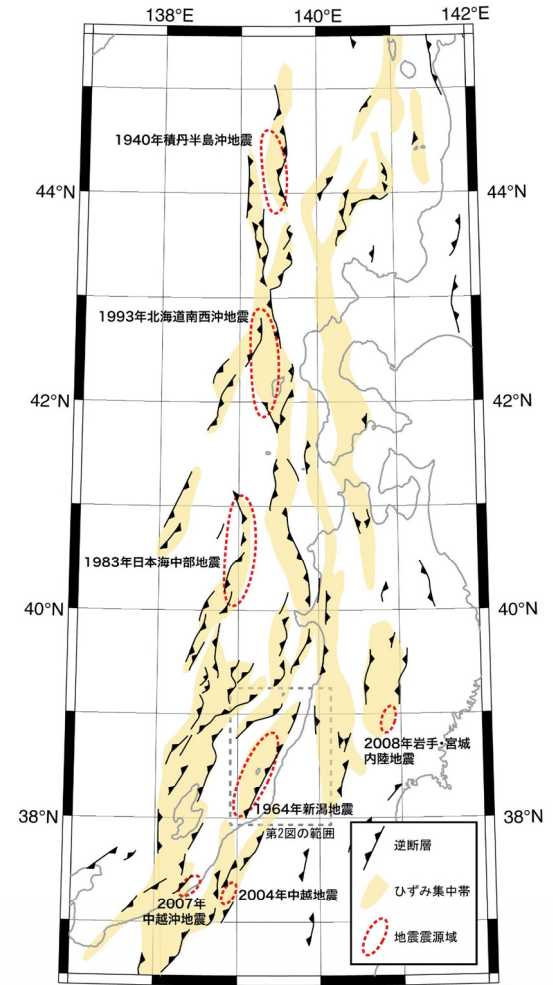 138°E
140°E
142°E
1940年積丹半島沖地震
44°N
44°N
1993年北海道南西沖地震
42°N
42°N
1983年日本海中部地震
40°N
40°N
2008年岩手・宮城
内陸地震
1964年新潟地震
38°N
38°N
第2図の範囲
逆断層
2004年中越地震
ひずみ集中帯
2007年
中越沖地震
地震震源域